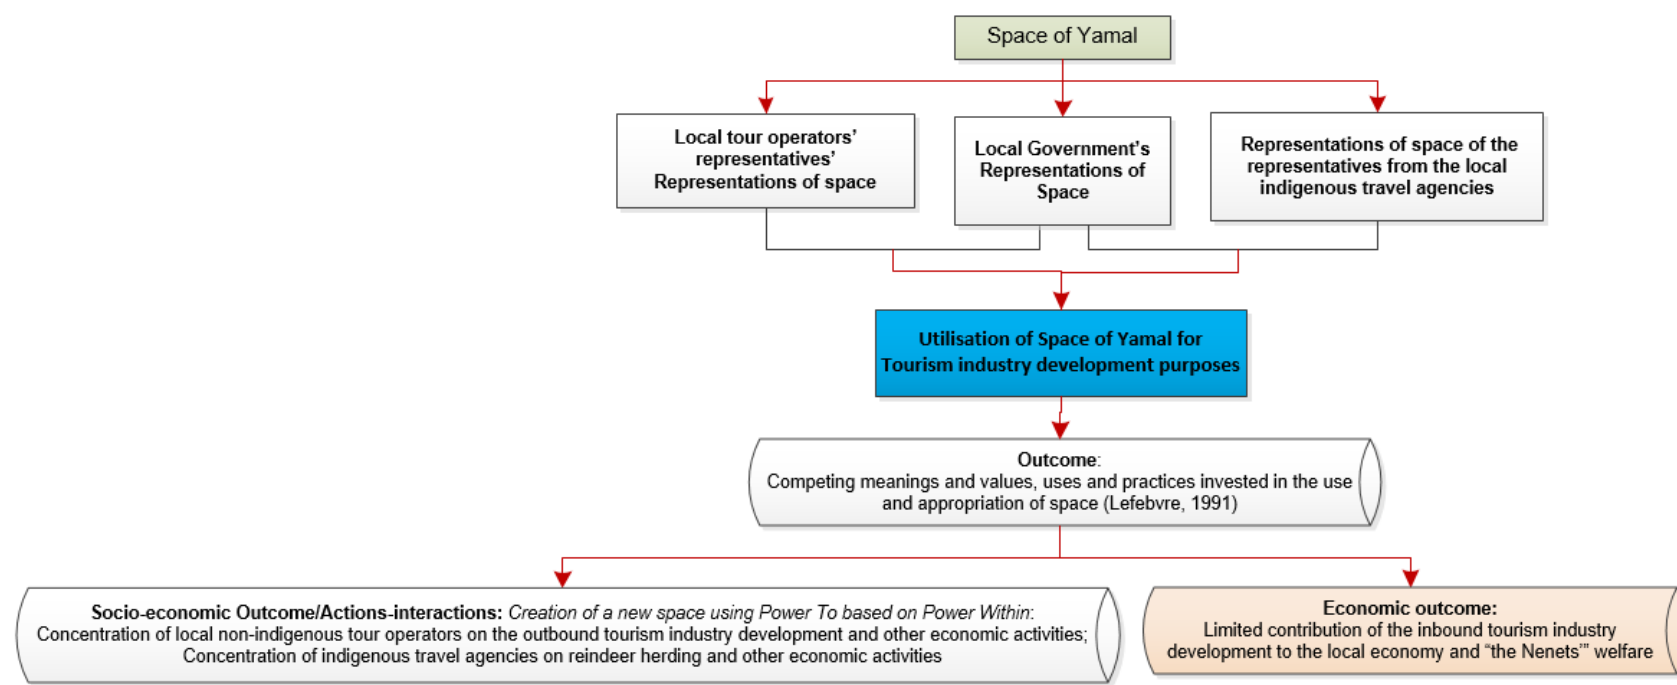 Space of Yamal
Local tour operators’
representatives’
Representations of space
Local Government’s
Representations of
Space
Representations of space of the
representatives from the local
indigenous travel agencies
Utilisation of Space of Yamal for
Tourism industry development purposes
Outcome:
Competing meanings and values, uses and practices invested in the use
and appropriation of space (Lefebvre, 1991)
Socio-economic Outcome/Actions-interactions: Creation of a new space using Power To based on Power Within:
Concentration of local non-indigenous tour operators on the outbound tourism industry development and other economic activities;
Concentration of indigenous travel agencies on reindeer herding and other economic activities
Economic outcome:
Limited contribution of the inbound tourism industry
development to the local economy and “the Nenets’” welfare